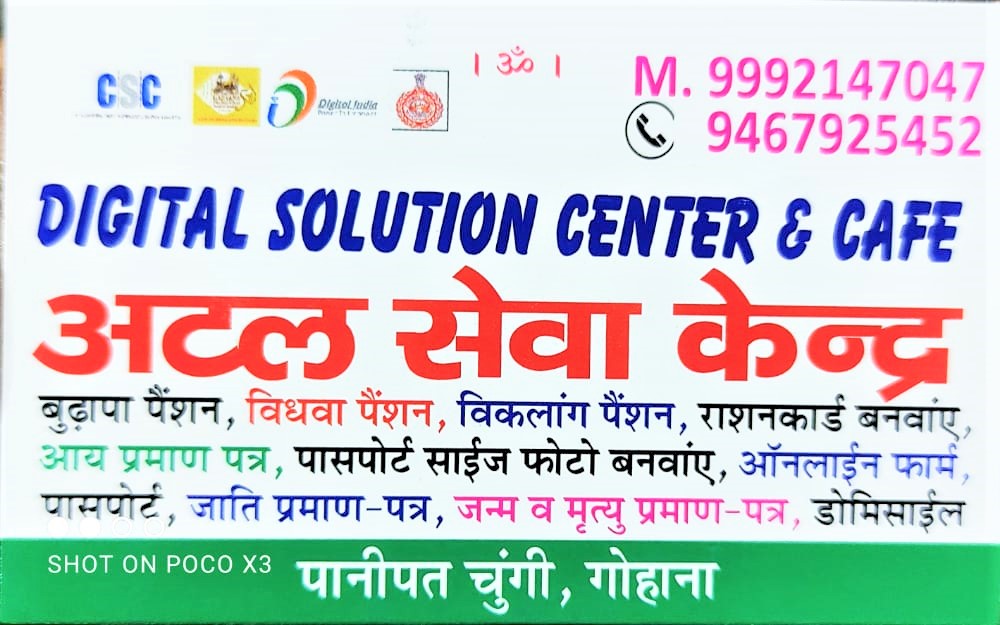 । ॐ ।
M. 9992147047
9467925452
CSC
Digital India
DIGITAL SOLUTION CENTER & CAFE
अटल सेवा केन्द्र
बुढ़ापा पैंशन, विधवा पैंशन, विकलांग पैंशन, राशनकार्ड बनवांए,
आय प्रमाण पत्र, पासपोर्ट साईज फोटो बनवांए, ऑनलाईन फार्म,
पासपोर्ट, जाति प्रमाण-पत्र, जन्म व मृत्यु प्रमाण-पत्र, डोमिसाईल
SHOT ON POCO X3
पानीपत चुंगी, गोहाना